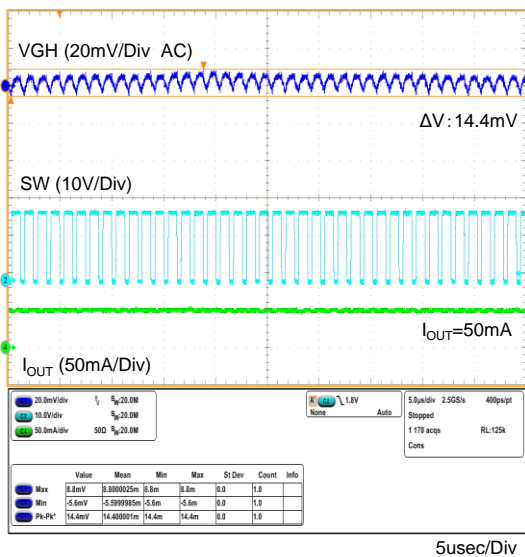 VGH (20mV/Div AC)
ΔV : 14.4mV
SW (10V/Div)
2
IOUT=50mA
4
IOUT (50mA/Div)
20.0mV/div BW:20.0M
C2 10.0V/div BW:20.0M
C4 50.0mA/div 50Ω BW:20.0M
A' C2 1.8V
None Auto
5.0µs/div 2.5GS/s 400ps/pt
Stopped
1 170 acqs RL:125k
Cons
Value Mean Min Max St Dev Count Info
Max 8.8mV 8.8000025m 8.8m 8.8m 0.0 1.0
Min -5.6mV -5.5999985m -5.6m -5.6m 0.0 1.0
Pk-Pk* 14.4mV 14.400001m 14.4m 14.4m 0.0 1.0
5usec/Div